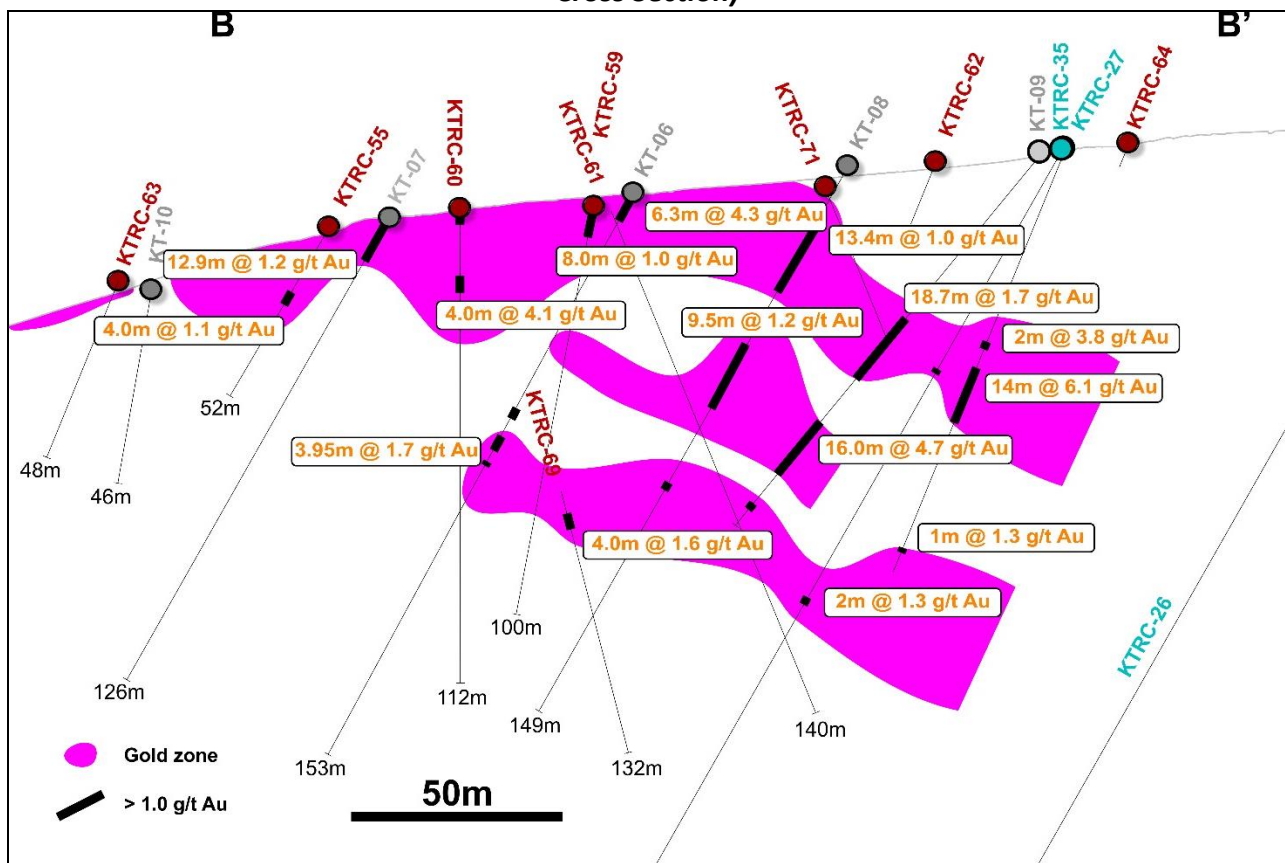 B
B’
KTRC-63
KT-10
KTRC-55
KT-07
KTRC-60
KTRC-61
KTRC-59
KT-06
KTRC-71
KT-08
KTRC-62
KT-09
KTRC-35
KTRC-27
KTRC-64
6.3m @ 4.3 g/t Au
13.4m @ 1.0 g/t Au
12.9m @ 1.2 g/t Au
8.0m @ 1.0 g/t Au
18.7m @ 1.7 g/t Au
4.0m @ 1.1 g/t Au
4.0m @ 4.1 g/t Au
9.5m @ 1.2 g/t Au
2m @ 3.8 g/t Au
14m @ 6.1 g/t Au
52m
KTRC-69
3.95m @ 1.7 g/t Au
16.0m @ 4.7 g/t Au
48m
46m
4.0m @ 1.6 g/t Au
1m @ 1.3 g/t Au
2m @ 1.3 g/t Au
100m
KTRC-26
126m
112m
149m
140m
153m
132m
Gold zone
> 1.0 g/t Au
50m